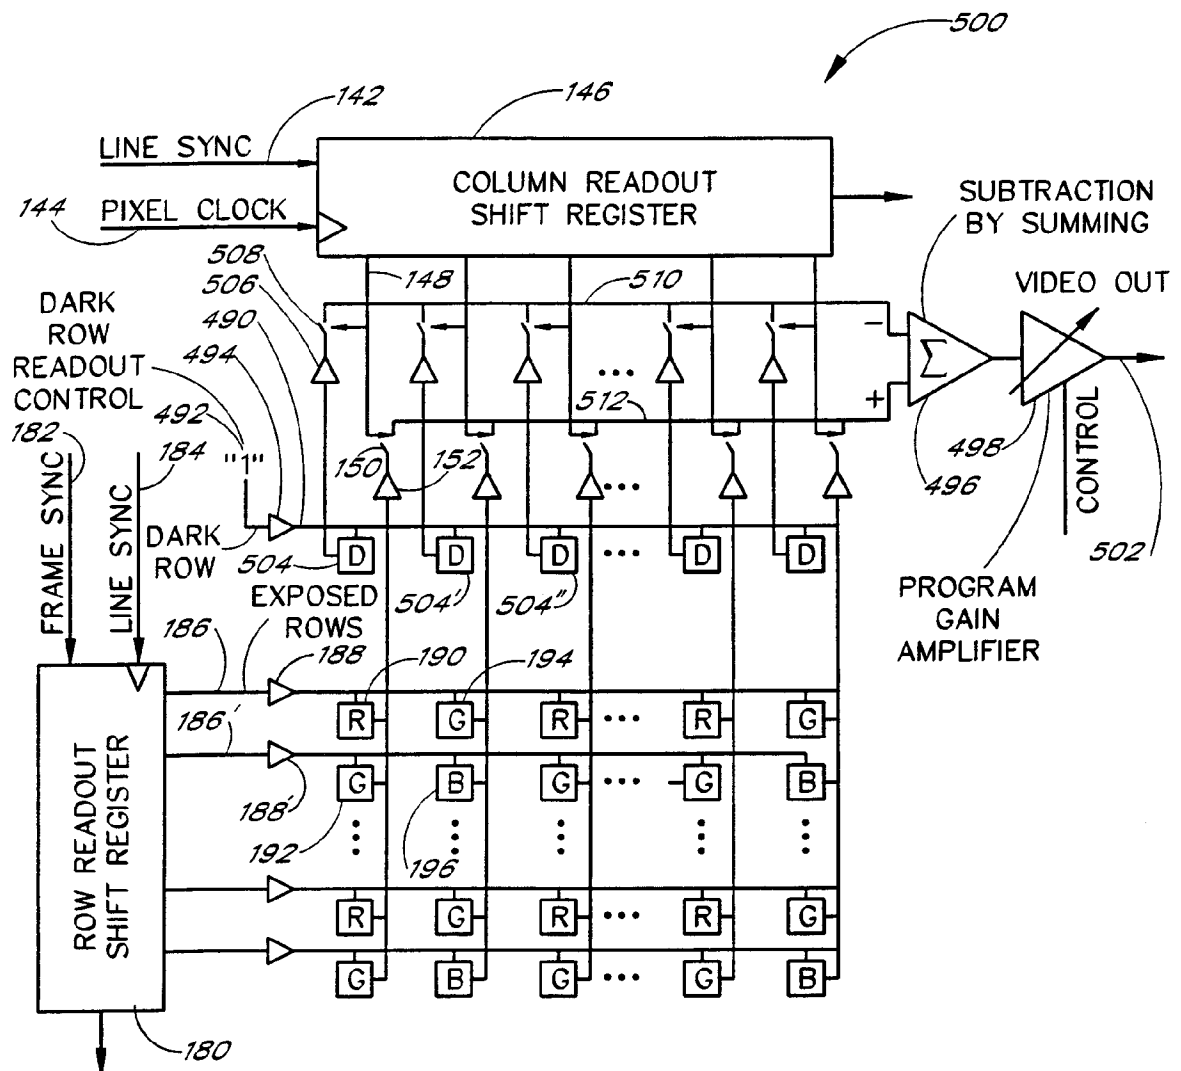 500
142
146
LINE SYNC
COLUMN READOUT
SHIFT REGISTER
SUBTRACTION
BY SUMMING
144
PIXEL CLOCK
508
506
490
494
148
510
VIDEO OUT
DARK
ROW
READOUT
CONTROL
492
"1"
182
184
FRAME SYNC
LINE SYNC
−
Σ
+
...
512
150
152
...
498
496
CONTROL
502
DARK
ROW
504
D D D ... D D
504'
504"
EXPOSED
ROWS
PROGRAM
GAIN
AMPLIFIER
186
188
190
194
R G R ... R G
186'
188'
G B G ... G B
192
196
ROW READOUT
SHIFT REGISTER
R G R ... R G
G B G ... G B
180